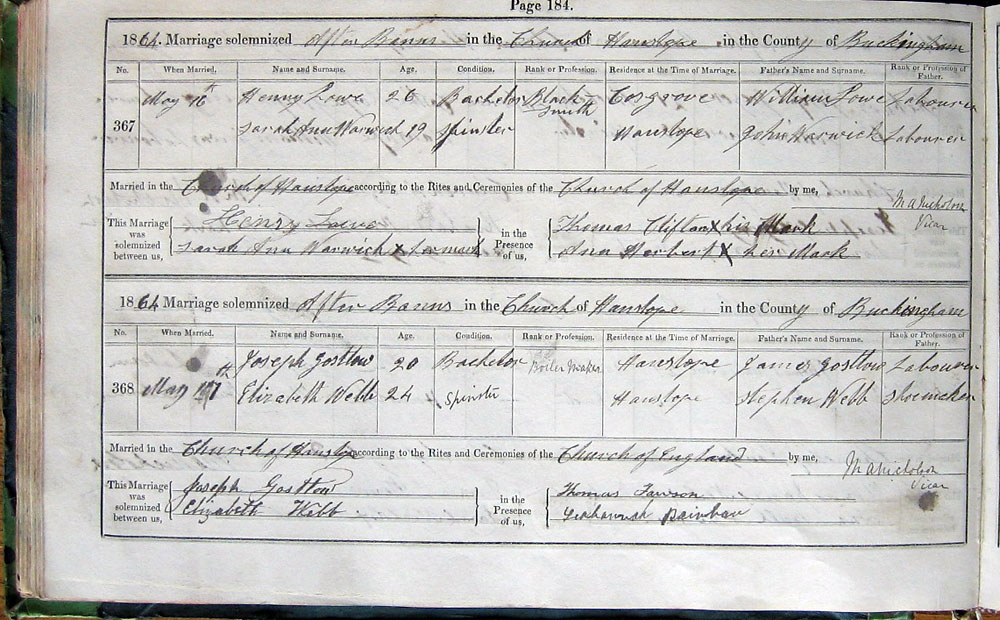 Page 184.
1864. Marriage solemnized After Banns in the Church of Hanslope in the County of Buckingham
No. When Married. Name and Surname. Age. Condition. Rank or Profession. Residence at the Time of Marriage. Father's Name and Surname. Rank or Profession of Father.
May 16th Henry Lowe 26 Bachelor Black Smith Cosgrove William Lowe Labourer
367 Sarah Ann Warwick 19 Spinster Hanslope John Warwick Labourer
Married in the Church of Hanslope according to the Rites and Ceremonies of the Church of Hanslope by me,
M A Nicholson
Vicar
This Marriage was solemnized between us, Henry Lowe in the Presence of us, Thomas Clifton X his Mark
Sarah Ann Warwick X her mark Ann Herbert X her Mark
1864 Marriage solemnized After Banns in the Church of Hanslope in the County of Buckingham
No. When Married. Name and Surname. Age. Condition. Rank or Profession. Residence at the Time of Marriage. Father's Name and Surname. Rank or Profession of Father.
Joseph Gostlow 20 Bachelor Boiler Maker Hanslope James Gostlow Labourer
368 May 17th Elizabeth Webb 24 Spinster Hanslope Stephen Webb Shoemaker
Married in the Church of Hanslope according to the Rites and Ceremonies of the Church of England by me,
M A Nicholson
Vicar
This Marriage was solemnized between us, Joseph Gostlow in the Presence of us, Thomas Lawson
Elizabeth Webb